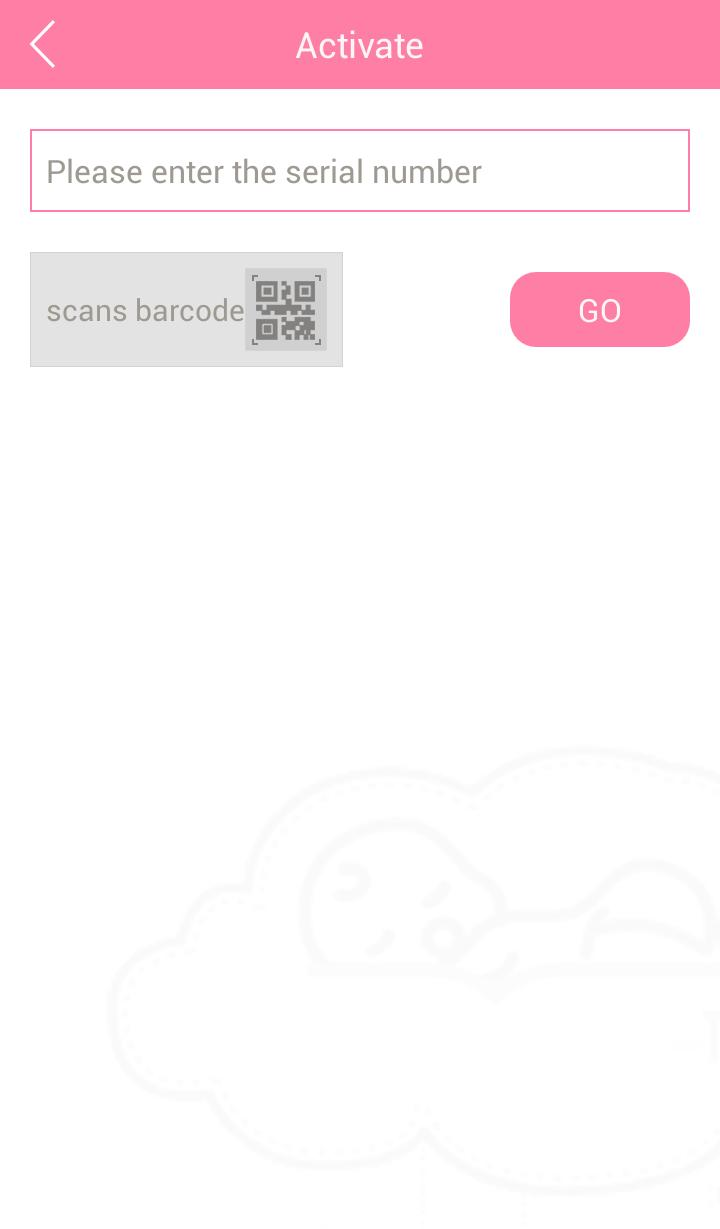 Activate
Please enter the serial number
scans barcode
GO